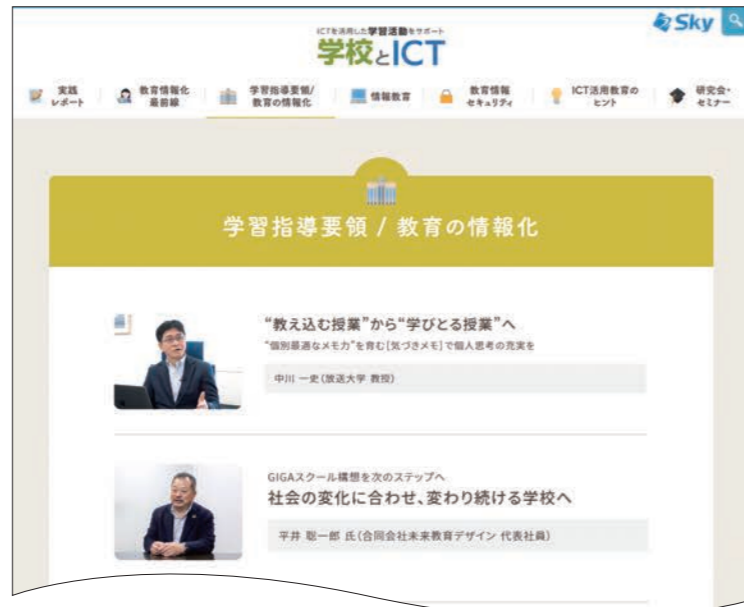 ICTを活用した学習活動をサポート
学校とICT
Sky
実践
レポート
教育情報化
最前線
学習指導要領/
教育の情報化
情報教育
教育情報
セキュリティ
ICT活用教育の
ヒント
研究会・
セミナー
学習指導要領 / 教育の情報化
“教え込む授業”から“学びとる授業”へ
“個別最適なメモ力”を育む[気づきメモ]で個人思考の充実を
中川 一史(放送大学 教授)
GIGAスクール構想を次のステップへ
社会の変化に合わせ、変わり続ける学校へ
平井 聡一郎 氏(合同会社未来教育デザイン 代表社員)